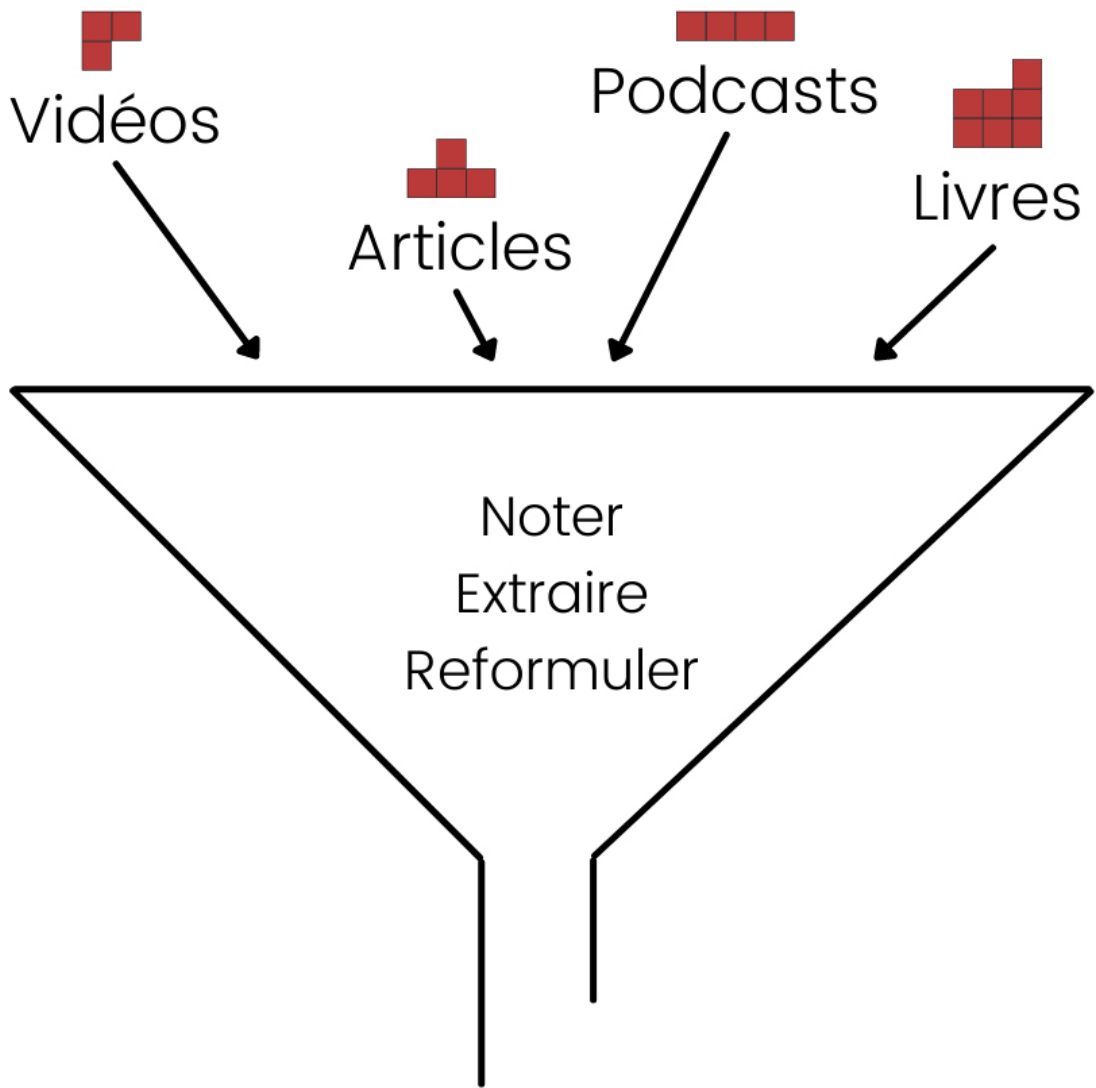 Vidéos
Articles
Podcasts
Livres
Noter
Extraire
Reformuler